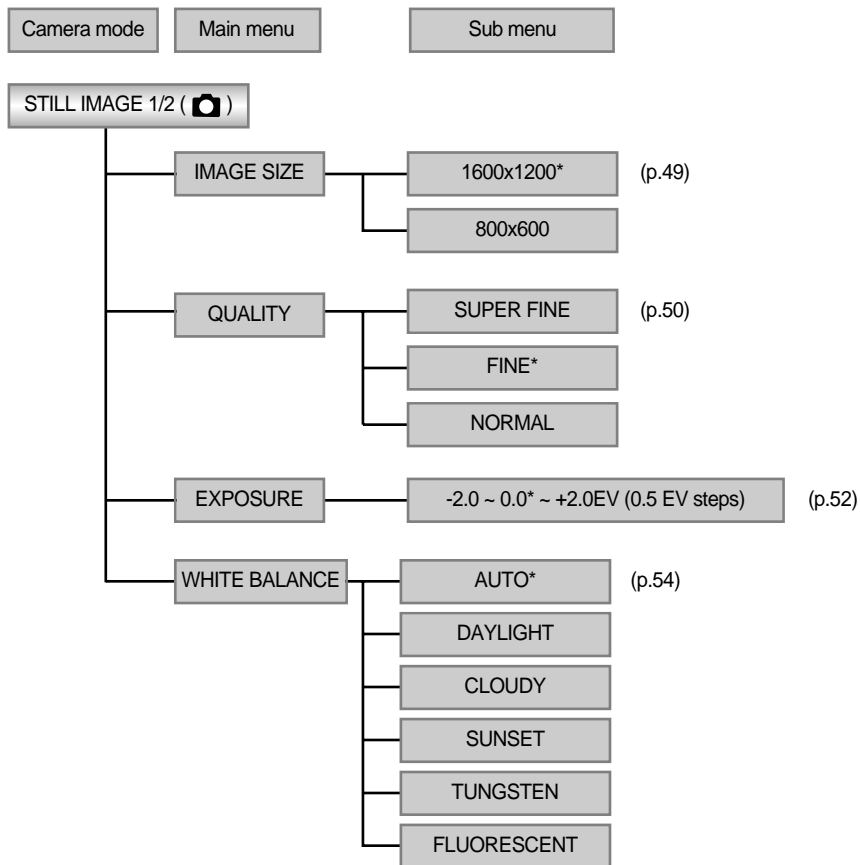 Camera mode Main menu Sub menu
STILL IMAGE 1/2 ( )
IMAGE SIZE 1600x1200* (p.49)
800x600
QUALITY SUPER FINE (p.50)
FINE*
NORMAL
EXPOSURE -2.0 ~ 0.0* ~ +2.0EV (0.5 EV steps) (p.52)
WHITE BALANCE AUTO* (p.54)
DAYLIGHT
CLOUDY
SUNSET
TUNGSTEN
FLUORESCENT